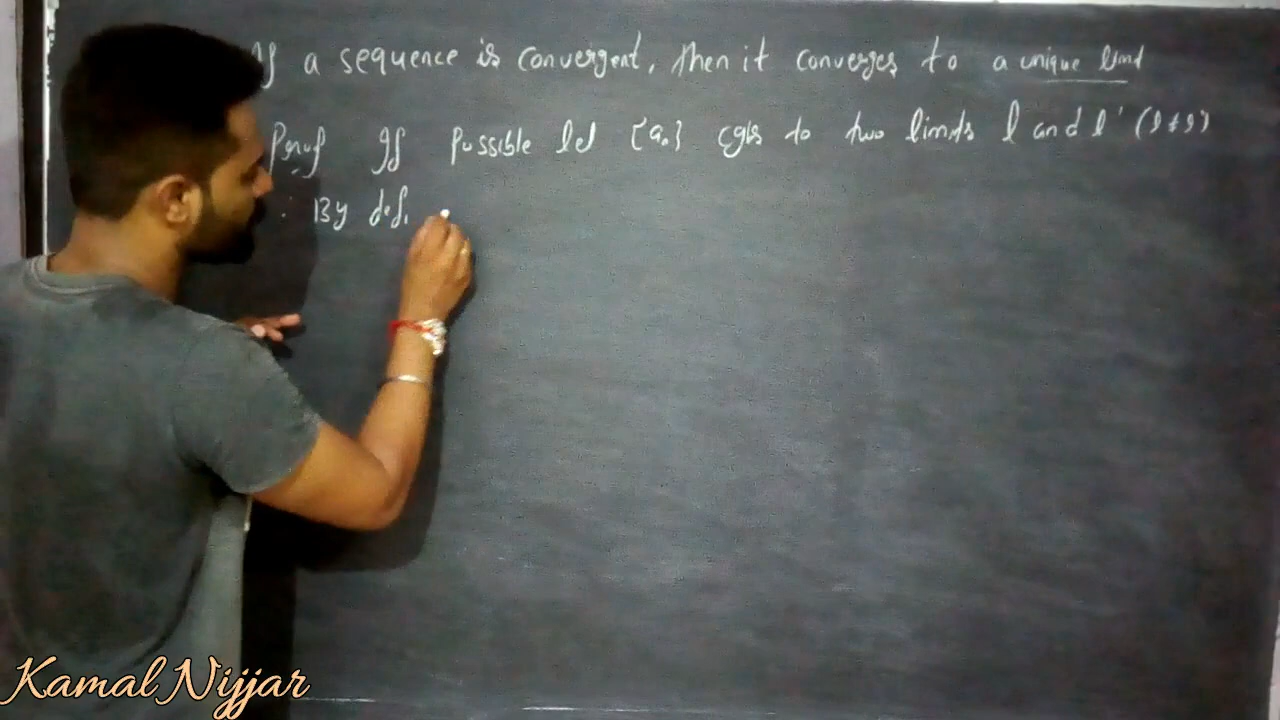 If a sequence is convergent, then it converges to a unique limit
Proof If possible let {an} cgs to two limits l and l' (l ≠ l')
∴ By def.
Kamal Nijjar